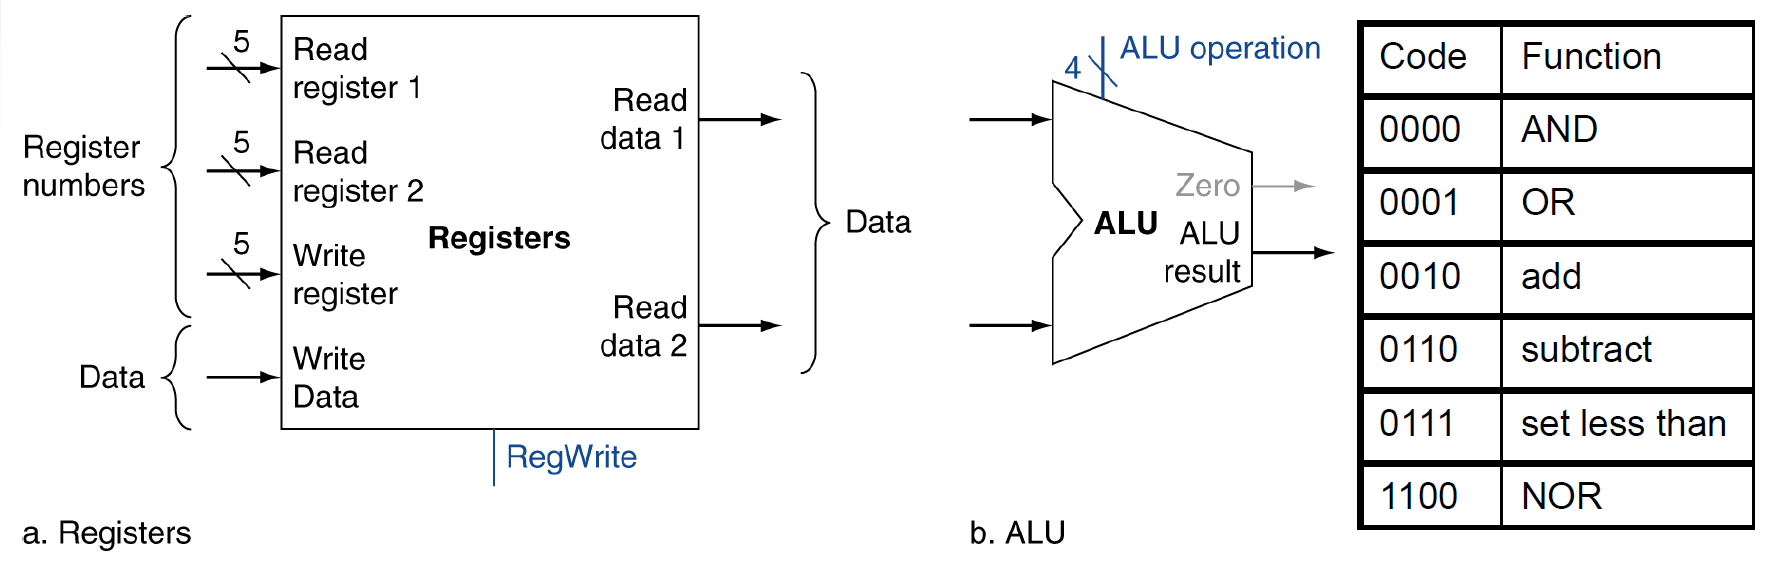 Register
numbers
Data
5
5
5
Read
register 1
Read
register 2
Write
register
Write
Data
Registers
Read
data 1
Read
data 2
RegWrite
Data
a. Registers
4
ALU operation
Zero
ALU
ALU
result
b. ALU
Code Function
0000 AND
0001 OR
0010 add
0110 subtract
0111 set less than
1100 NOR